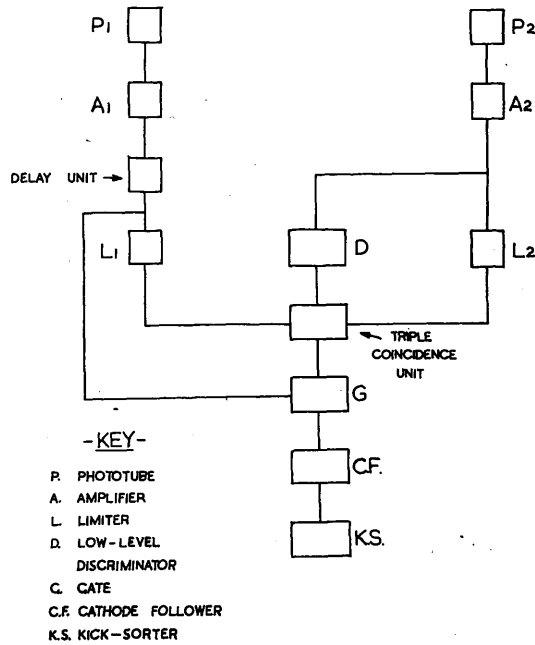 P1
P2
A1
A2
DELAY UNIT →
L1
D
L2
TRIPLE
COINCIDENCE
UNIT
G
C.F.
K.S.
-KEY-
P. PHOTOTUBE
A. AMPLIFIER
L. LIMITER
D. LOW-LEVEL
DISCRIMINATOR
G. GATE
C.F. CATHODE FOLLOWER
K.S. KICK-SORTER